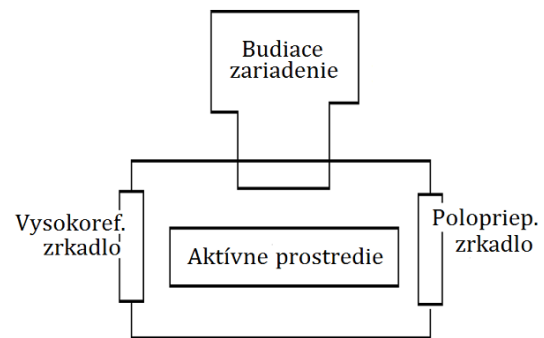 Budiace
zariadenie
Vysokoref.
zrkadlo
Aktívne prostredie
Polopriep.
zrkadlo